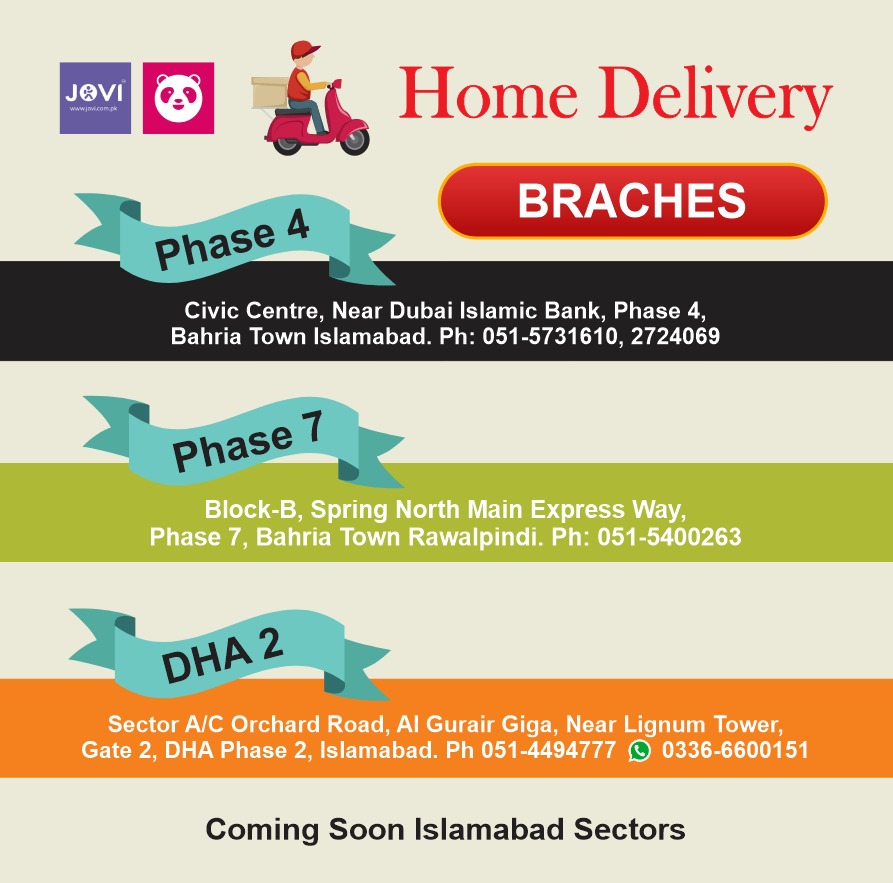 JOVI
www.jovi.com.pk
Home Delivery
BRACHES
Phase 4
Civic Centre, Near Dubai Islamic Bank, Phase 4,
Bahria Town Islamabad. Ph: 051-5731610, 2724069
Phase 7
Block-B, Spring North Main Express Way,
Phase 7, Bahria Town Rawalpindi. Ph: 051-5400263
DHA 2
Sector A/C Orchard Road, Al Gurair Giga, Near Lignum Tower,
Gate 2, DHA Phase 2, Islamabad. Ph 051-4494777 0336-6600151
Coming Soon Islamabad Sectors